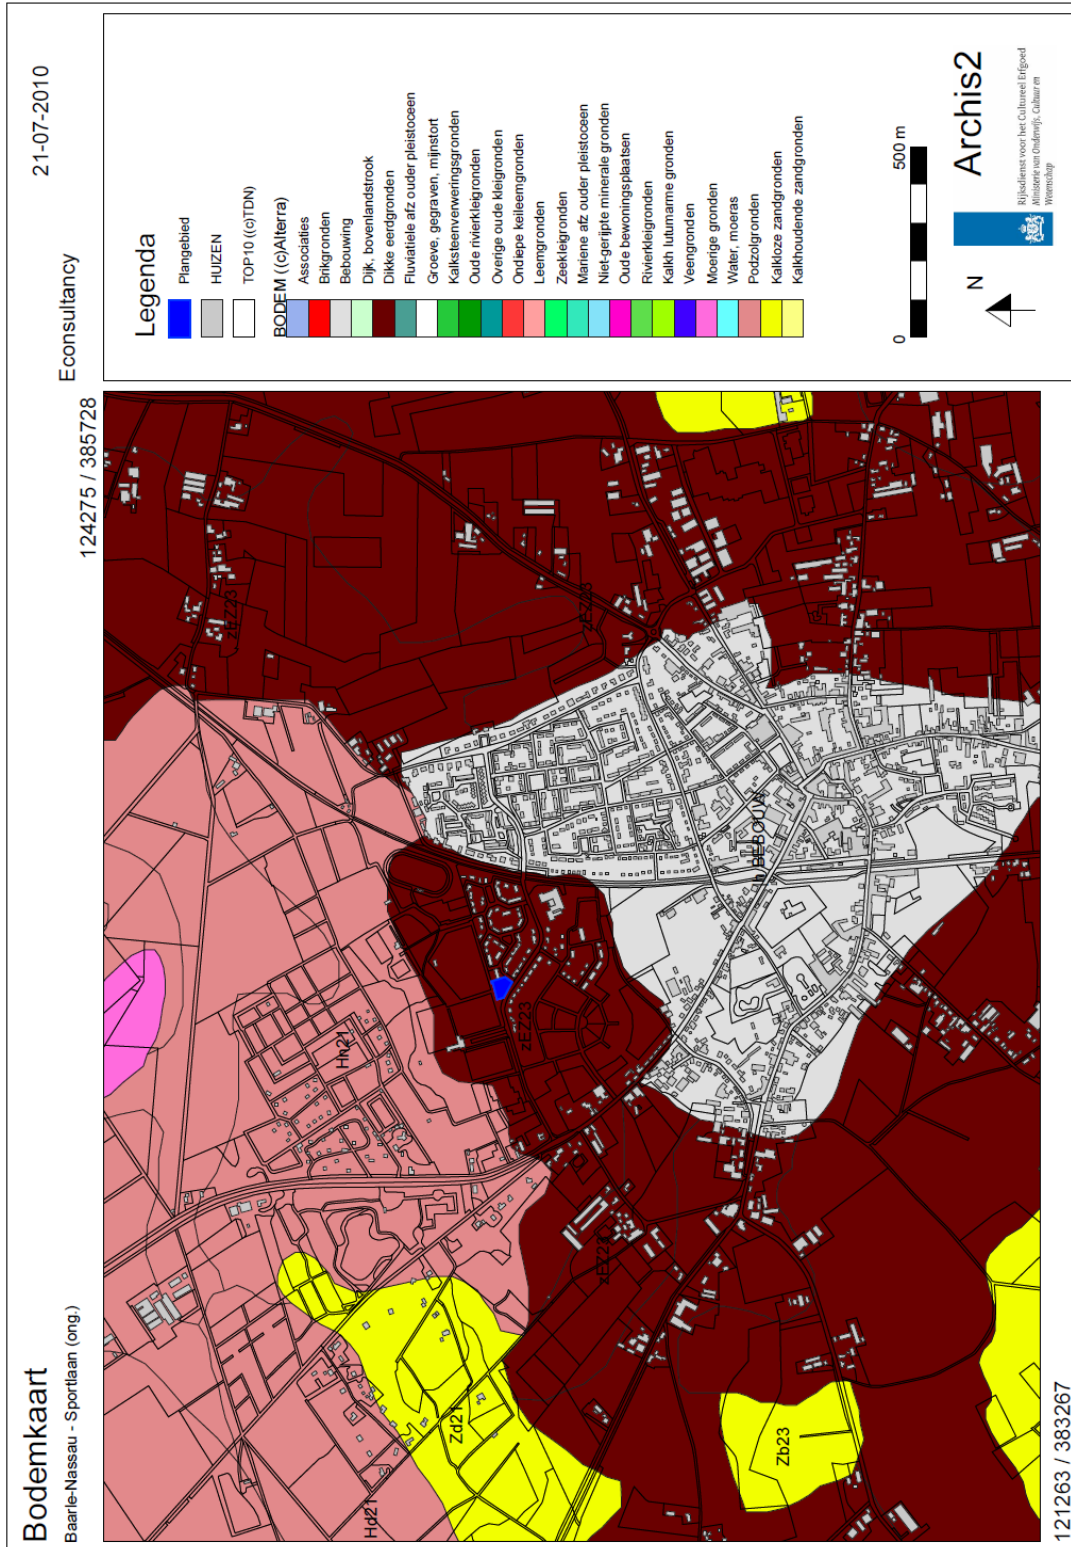 Bodemkaart
Baarle-Nassau - Sportlaan (ong.)
Econsultancy
21-07-2010
124275 / 385728
121263 / 383267
Hd21
Zd21
Hn21
zEZ23
zEZ23
zEZ23
zEZ23
Zb23
h BEBOUW
Legenda
Plangebied
HUIZEN
TOP10 ((c)TDN)
BODEM ((c)Alterra)
Associaties
Brikgronden
Bebouwing
Dijk, bovenlandstrook
Dikke eerdgronden
Fluviatiele afz ouder pleistoceen
Groeve, gegraven, mijnstort
Kalksteenverweringsgronden
Oude rivierkleigronden
Overige oude kleigronden
Ondiepe keileemgronden
Leemgronden
Zeekleigronden
Mariene afz ouder pleistoceen
Niet-gerijpte minerale gronden
Oude bewoningsplaatsen
Rivierkleigronden
Kalkh lutumarme gronden
Veengronden
Moerige gronden
Water, moeras
Podzolgronden
Kalkloze zandgronden
Kalkhoudende zandgronden
0
500 m
N
Archis2
Rijksdienst voor het Cultureel Erfgoed
Ministerie van Onderwijs, Cultuur en
Wetenschap